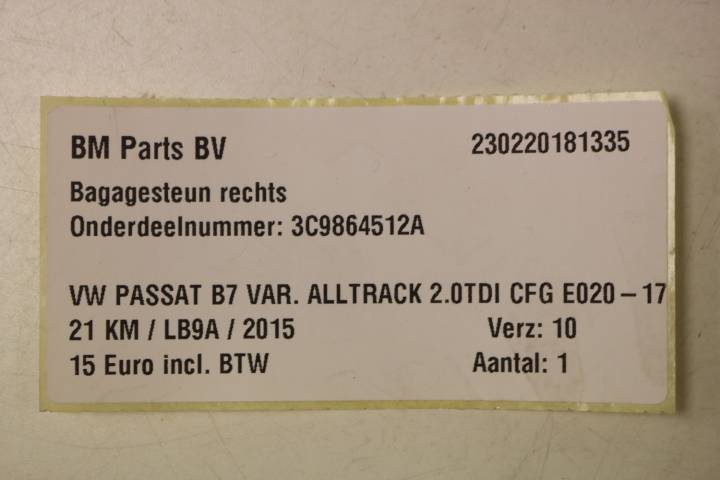 BM Parts BV 230220181335
Bagagesteun rechts
Onderdeelnummer: 3C9864512A
VW PASSAT B7 VAR. ALLTRACK 2.0TDI CFG E020-17
21 KM / LB9A / 2015 Verz: 10
15 Euro incl. BTW Aantal: 1